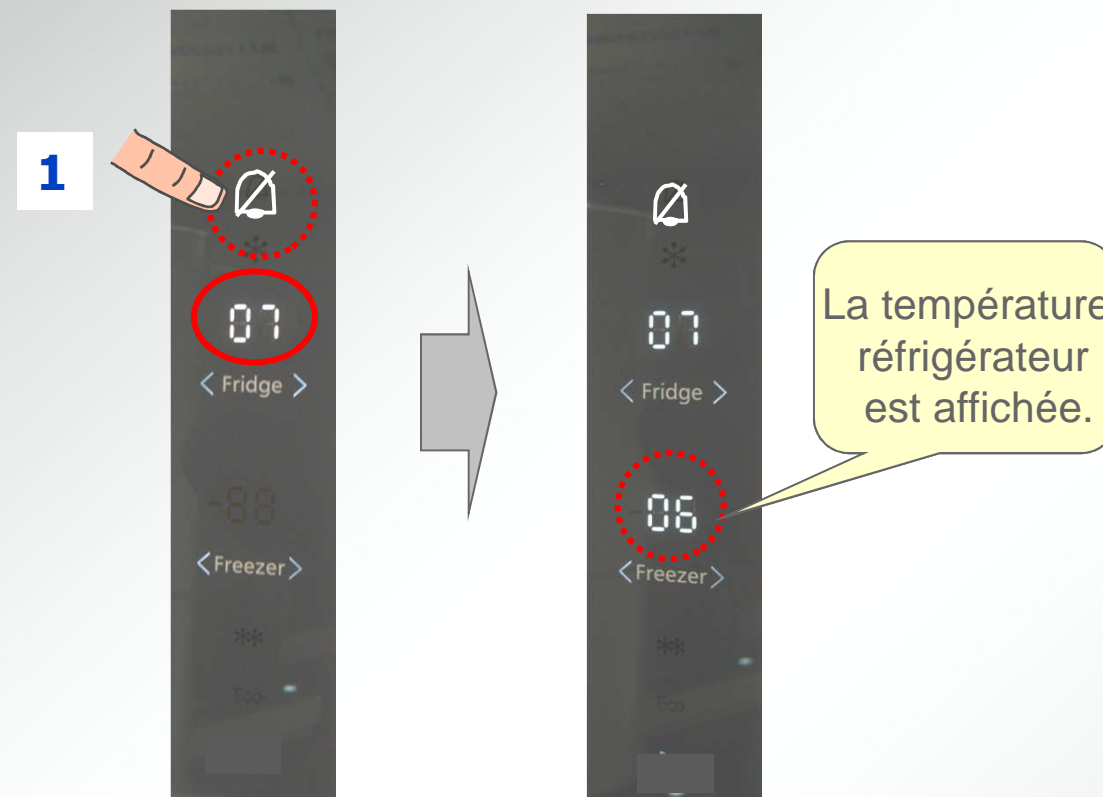 1
07
< Fridge >
-88
<Freezer>
**
Eco
07
< Fridge >
-06
<Freezer>
**
Eco
La température
réfrigérateur
est affichée.